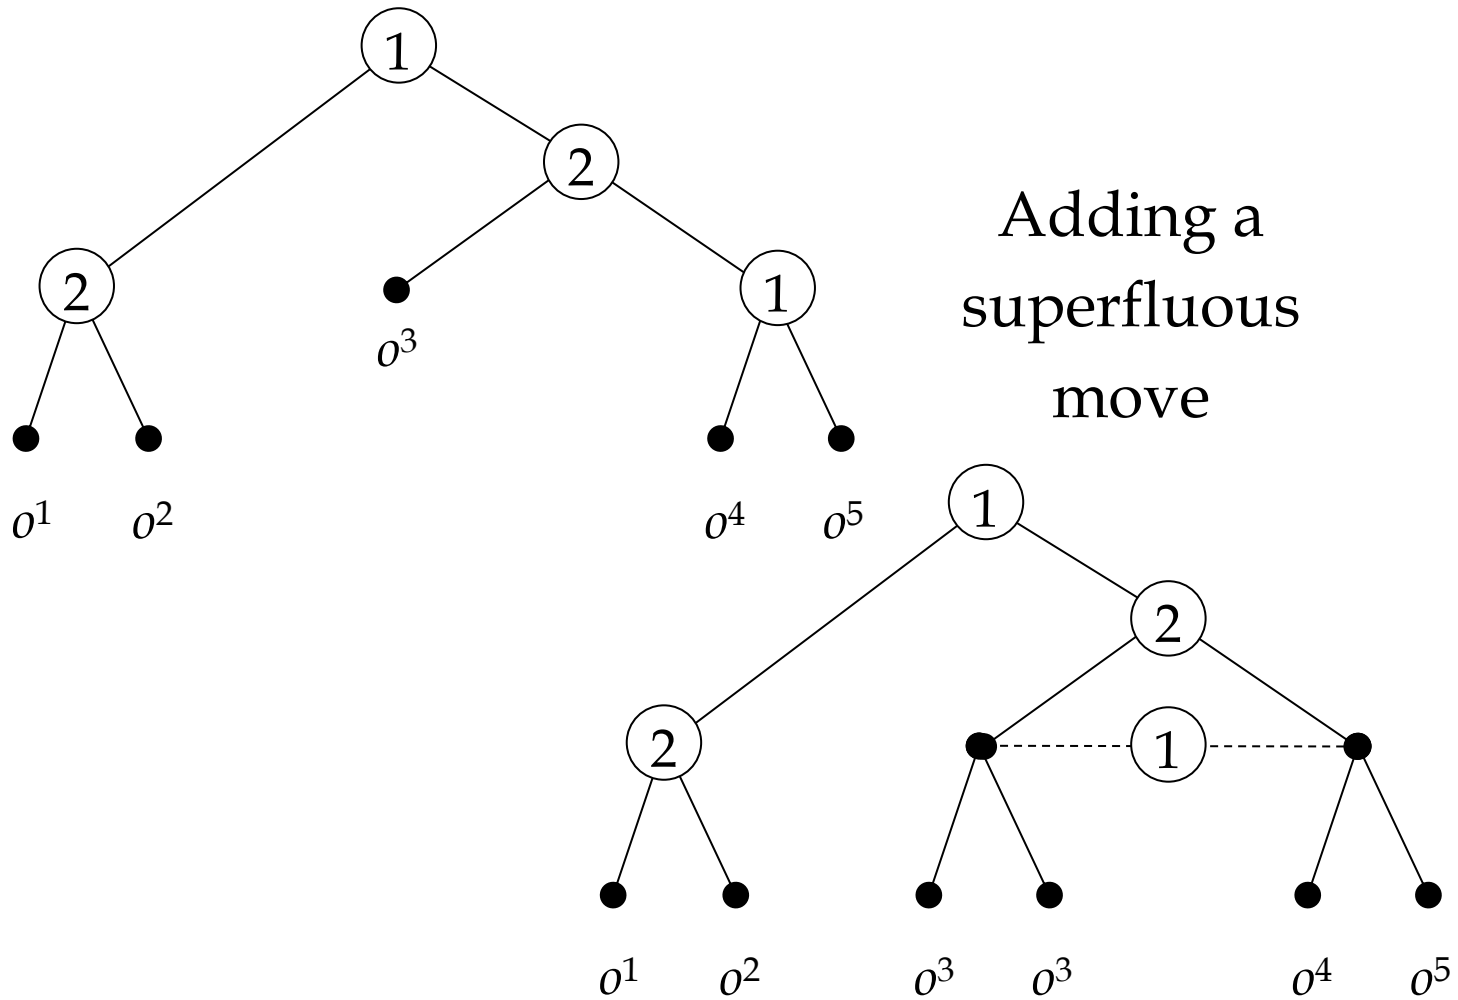 1
2
2
1
o³
o¹ o² o⁴ o⁵
Adding a
superfluous
move
1
2
2
1
o¹ o² o³ o³ o⁴ o⁵